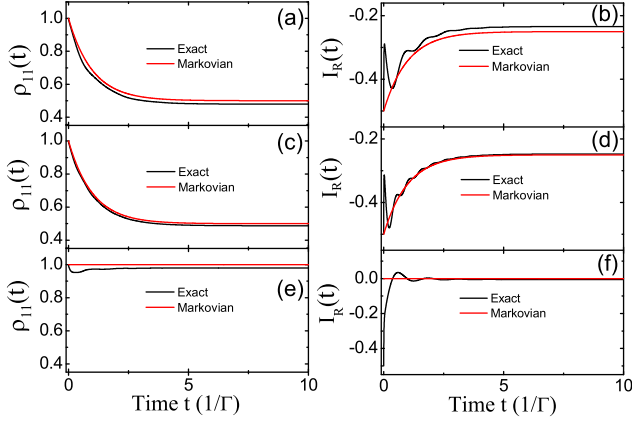 (a)
ρ11(t)
1.0
0.8
0.6
0.4
Exact
Markovian
(b)
I_R(t)
-0.2
-0.4
Exact
Markovian
(c)
ρ11(t)
1.0
0.8
0.6
0.4
Exact
Markovian
(d)
I_R(t)
-0.2
-0.4
Exact
Markovian
(e)
ρ11(t)
1.0
0.8
0.6
0.4
Exact
Markovian
0 5 10
Time t (1/Γ)
(f)
I_R(t)
0.0
-0.2
-0.4
Exact
Markovian
0 5 10
Time t (1/Γ)